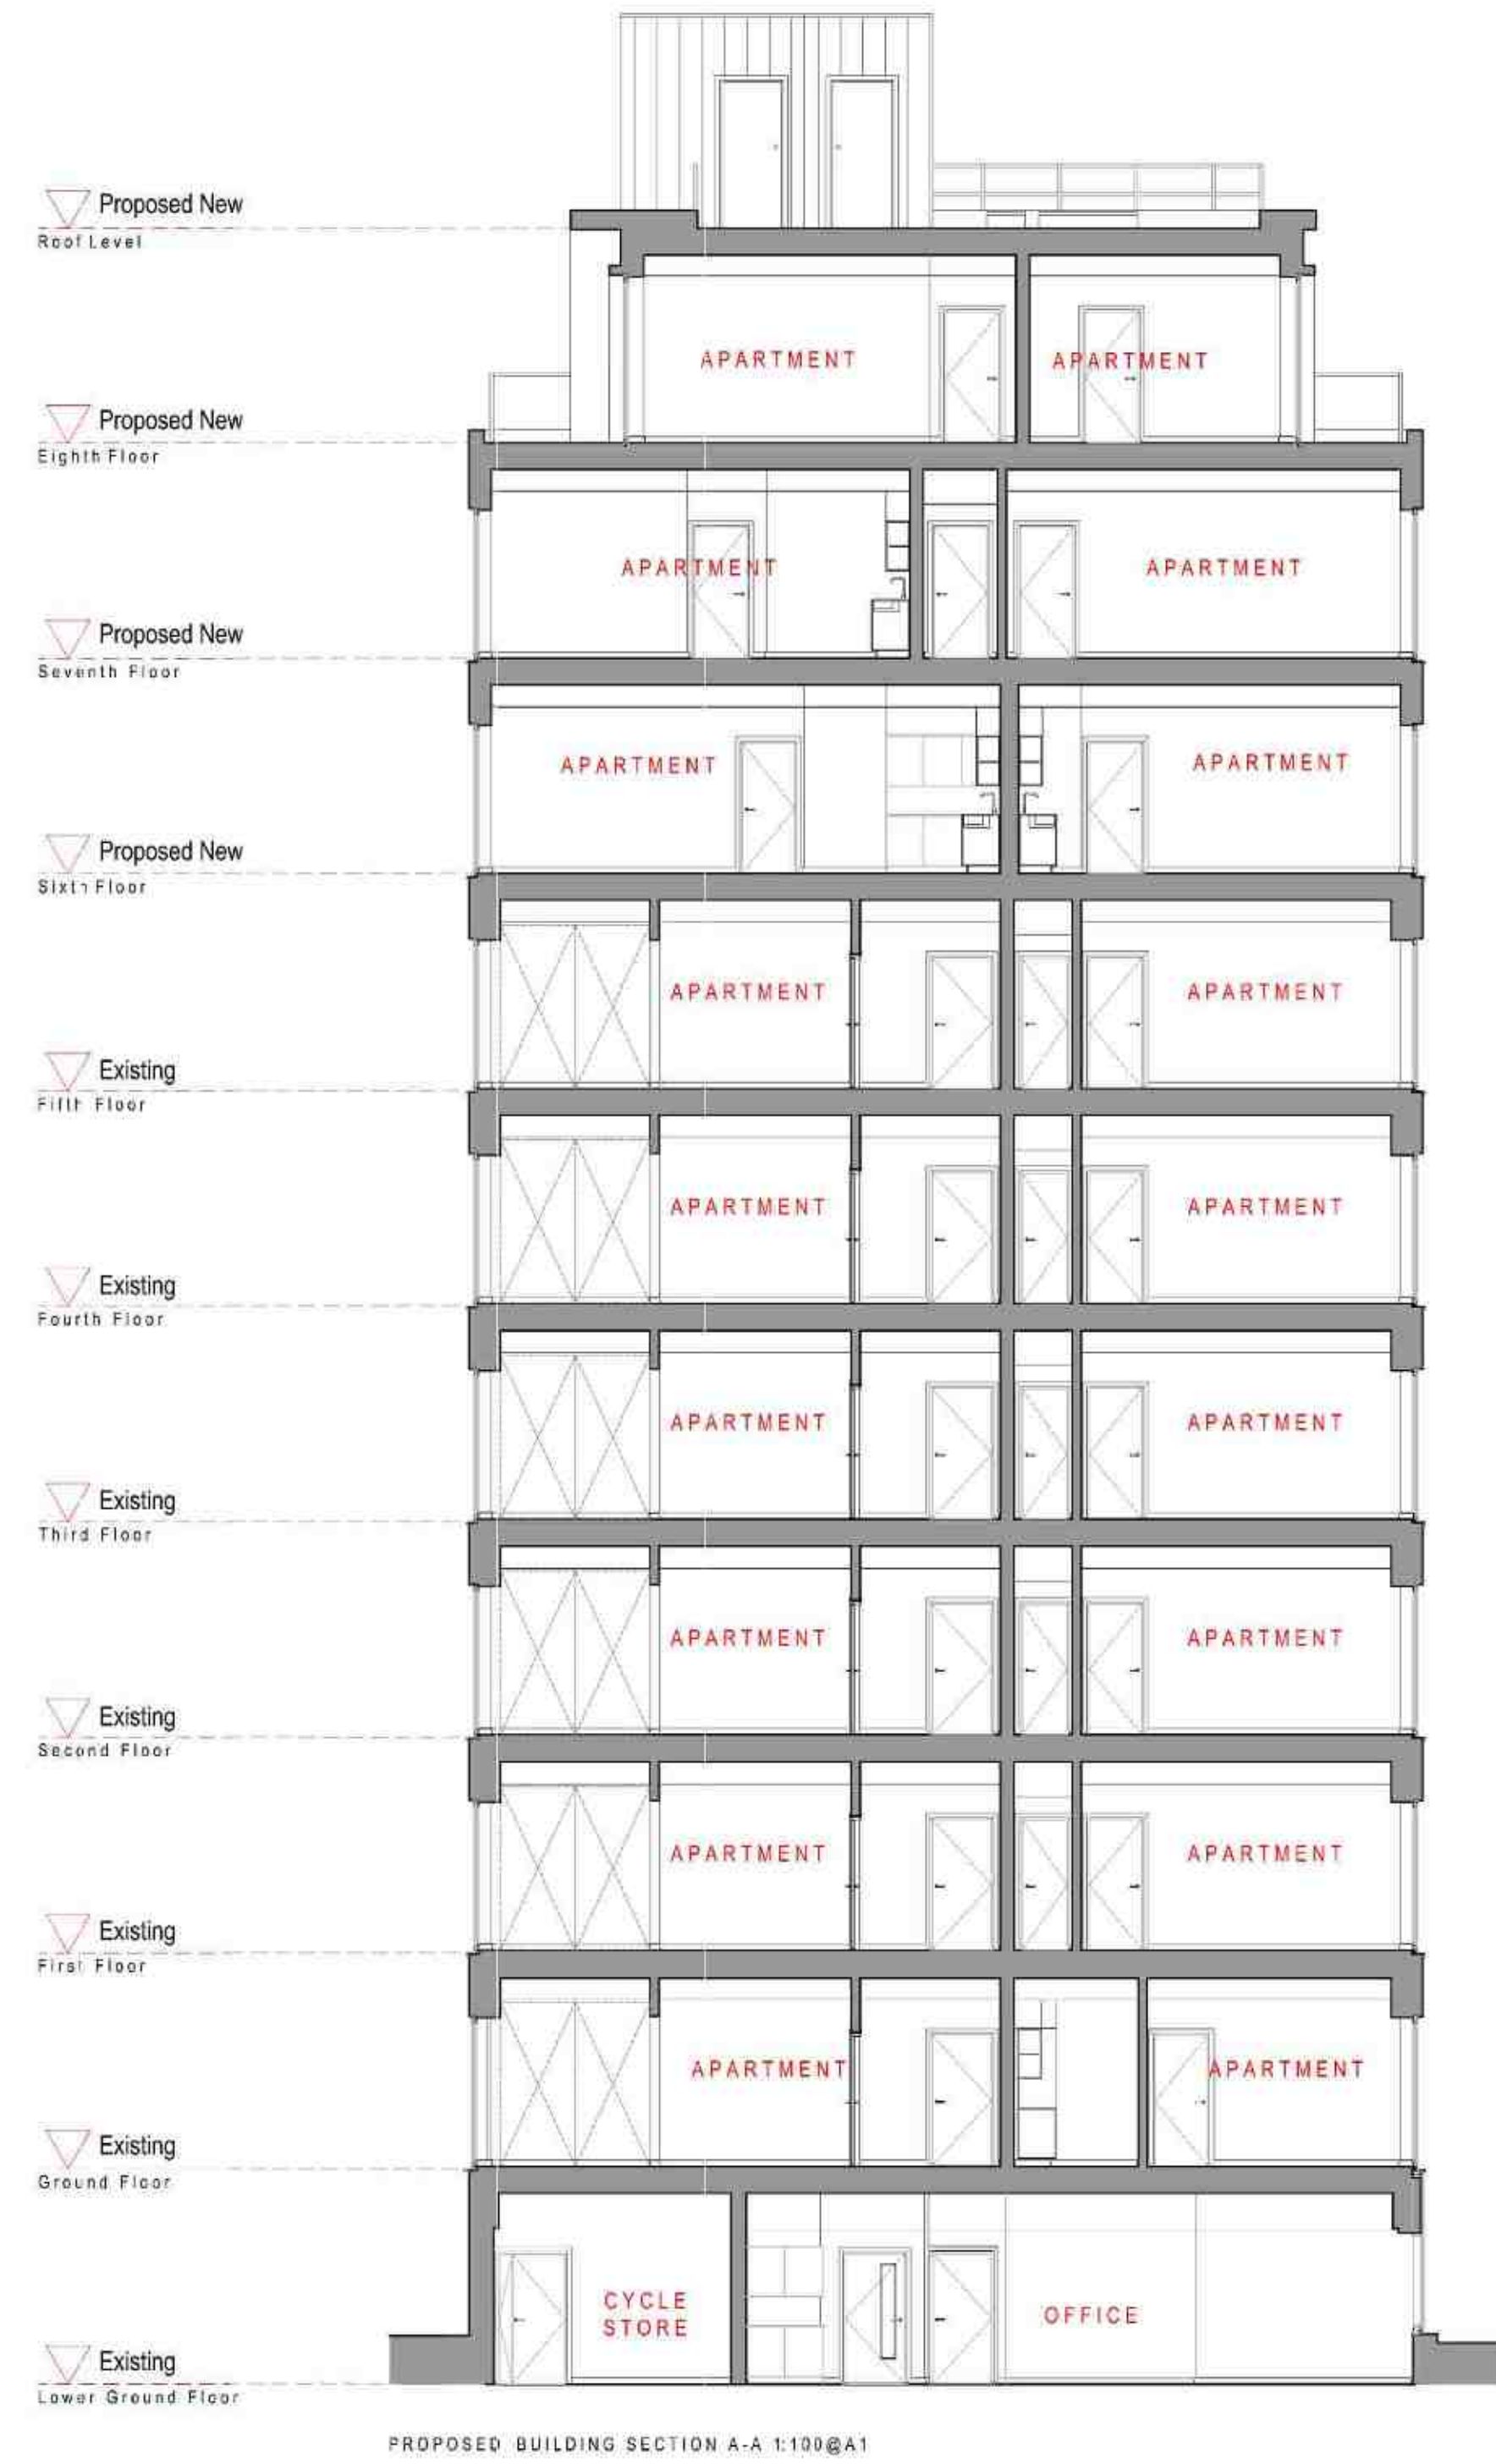 Proposed New
Roof Level
APARTMENT APARTMENT
Proposed New
Eighth Floor
APARTMENT APARTMENT
Proposed New
Seventh Floor
APARTMENT APARTMENT
Proposed New
Sixth Floor
APARTMENT APARTMENT
Existing
Fifth Floor
APARTMENT APARTMENT
Existing
Fourth Floor
APARTMENT APARTMENT
Existing
Third Floor
APARTMENT APARTMENT
Existing
Second Floor
APARTMENT APARTMENT
Existing
First Floor
APARTMENT APARTMENT
Existing
Ground Floor
CYCLE
STORE
OFFICE
Existing
Lower Ground Floor
PROPOSED BUILDING SECTION A-A 1:100@A1